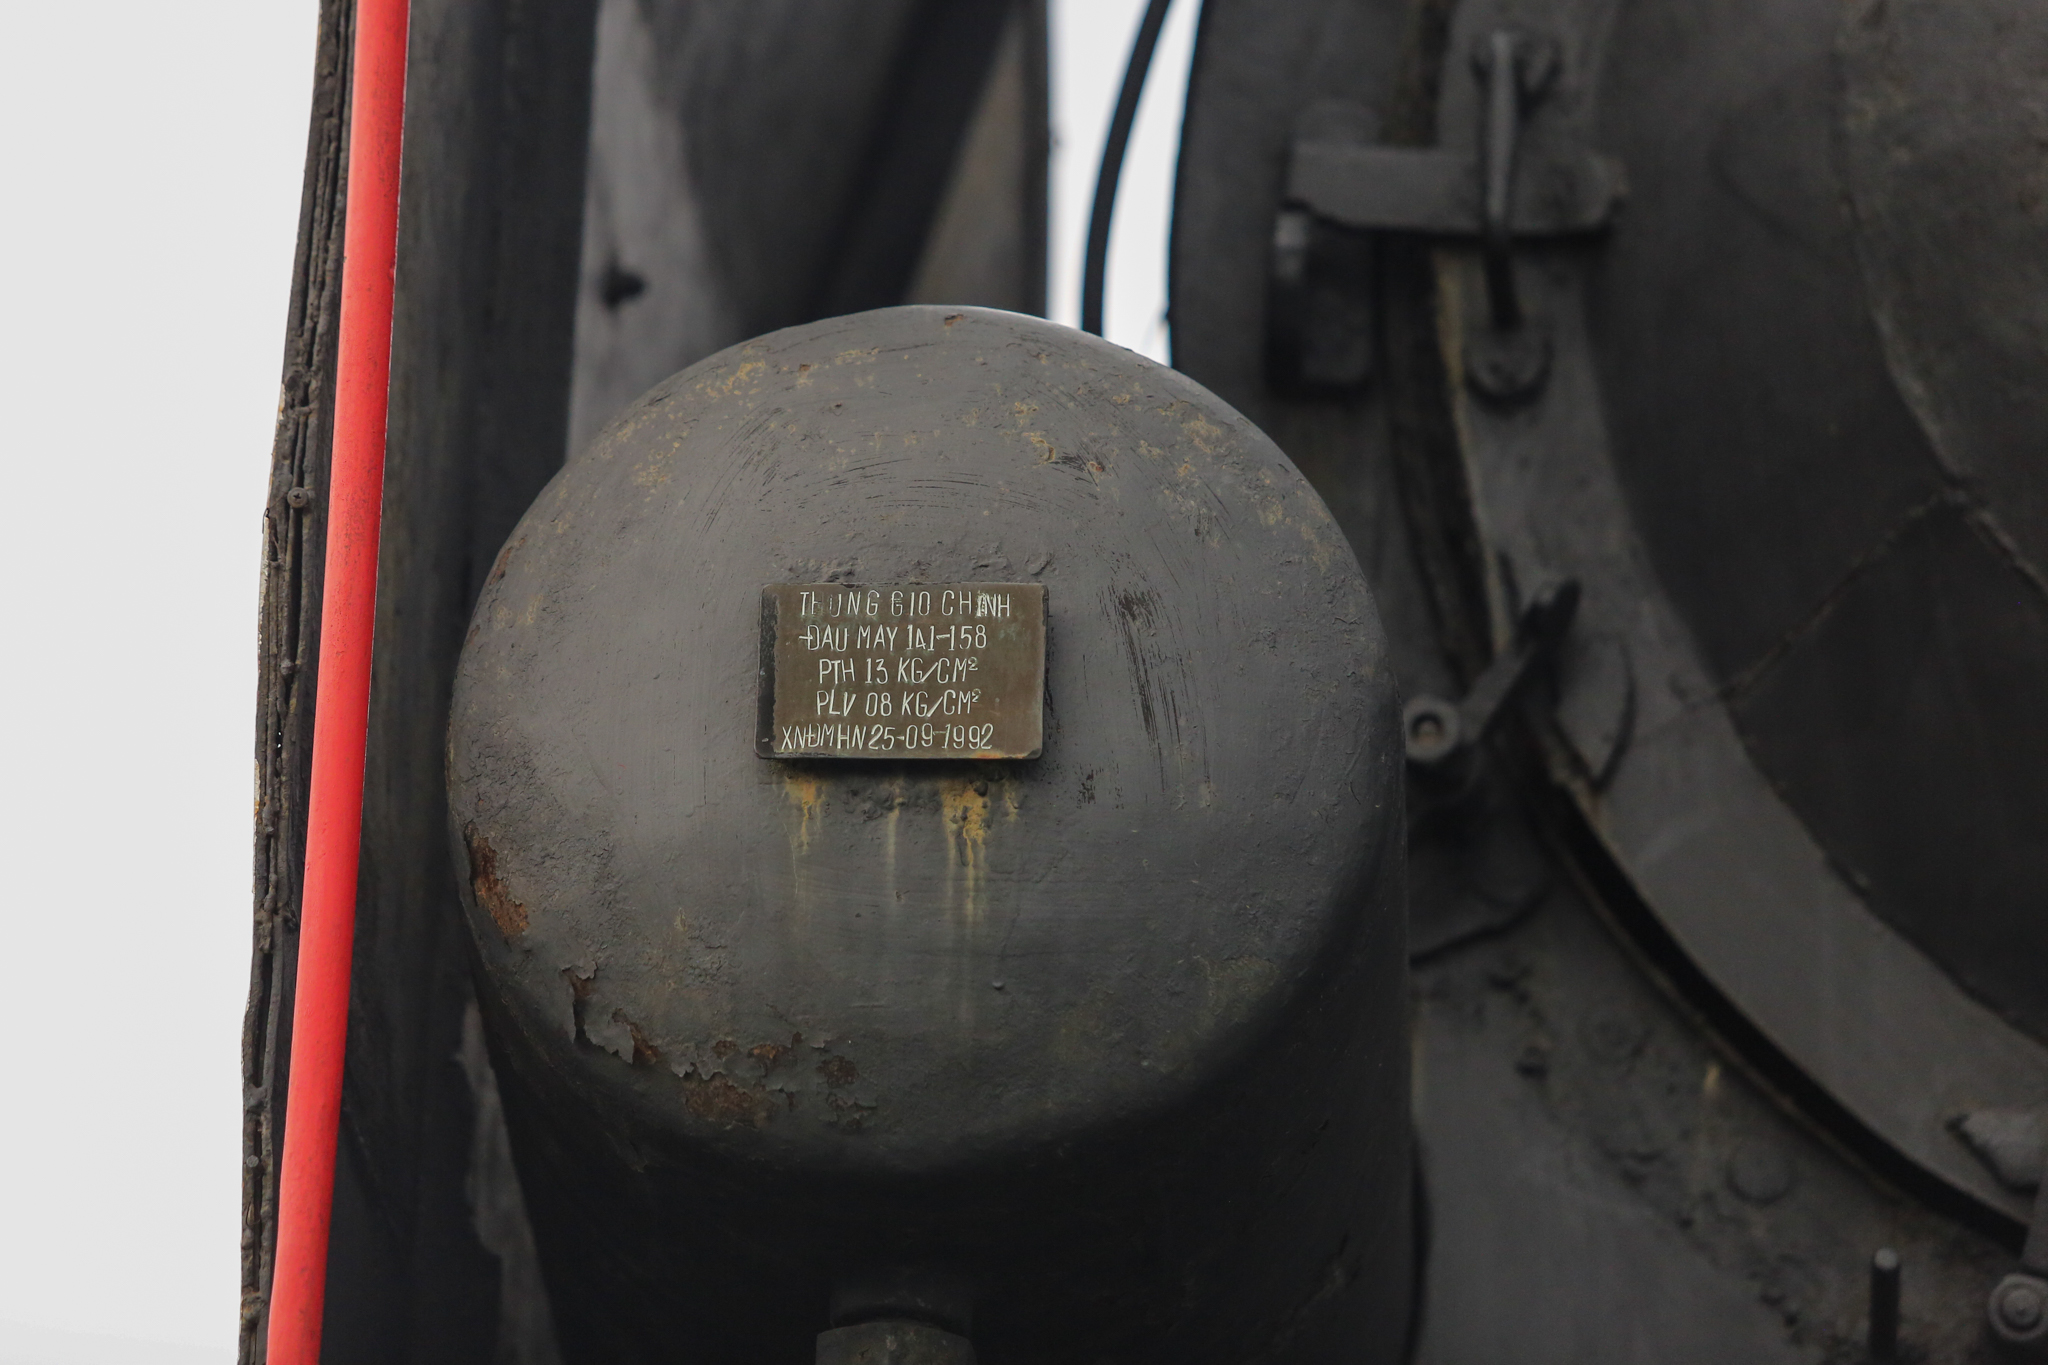 THUNG GIO CHINH
ĐAU MAY 141-158
PTH 13 KG/CM²
PLV 08 KG/CM²
XNĐMHN 25-09-1992